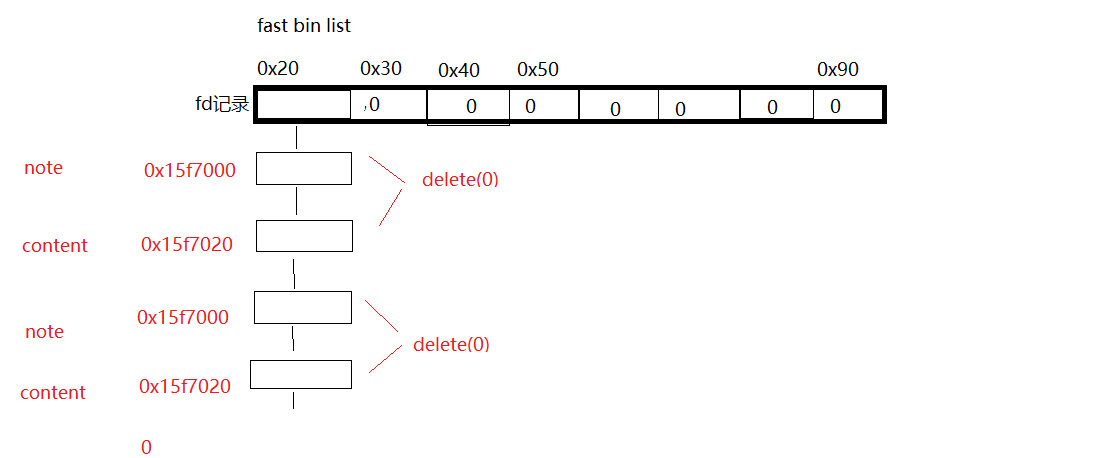 fast bin list
0x20 0x30 0x40 0x50 0x90
fd记录 ,0 0 0 0 0 0 0
note 0x15f7000
delete(0)
content 0x15f7020
note 0x15f7000
delete(0)
content 0x15f7020
0